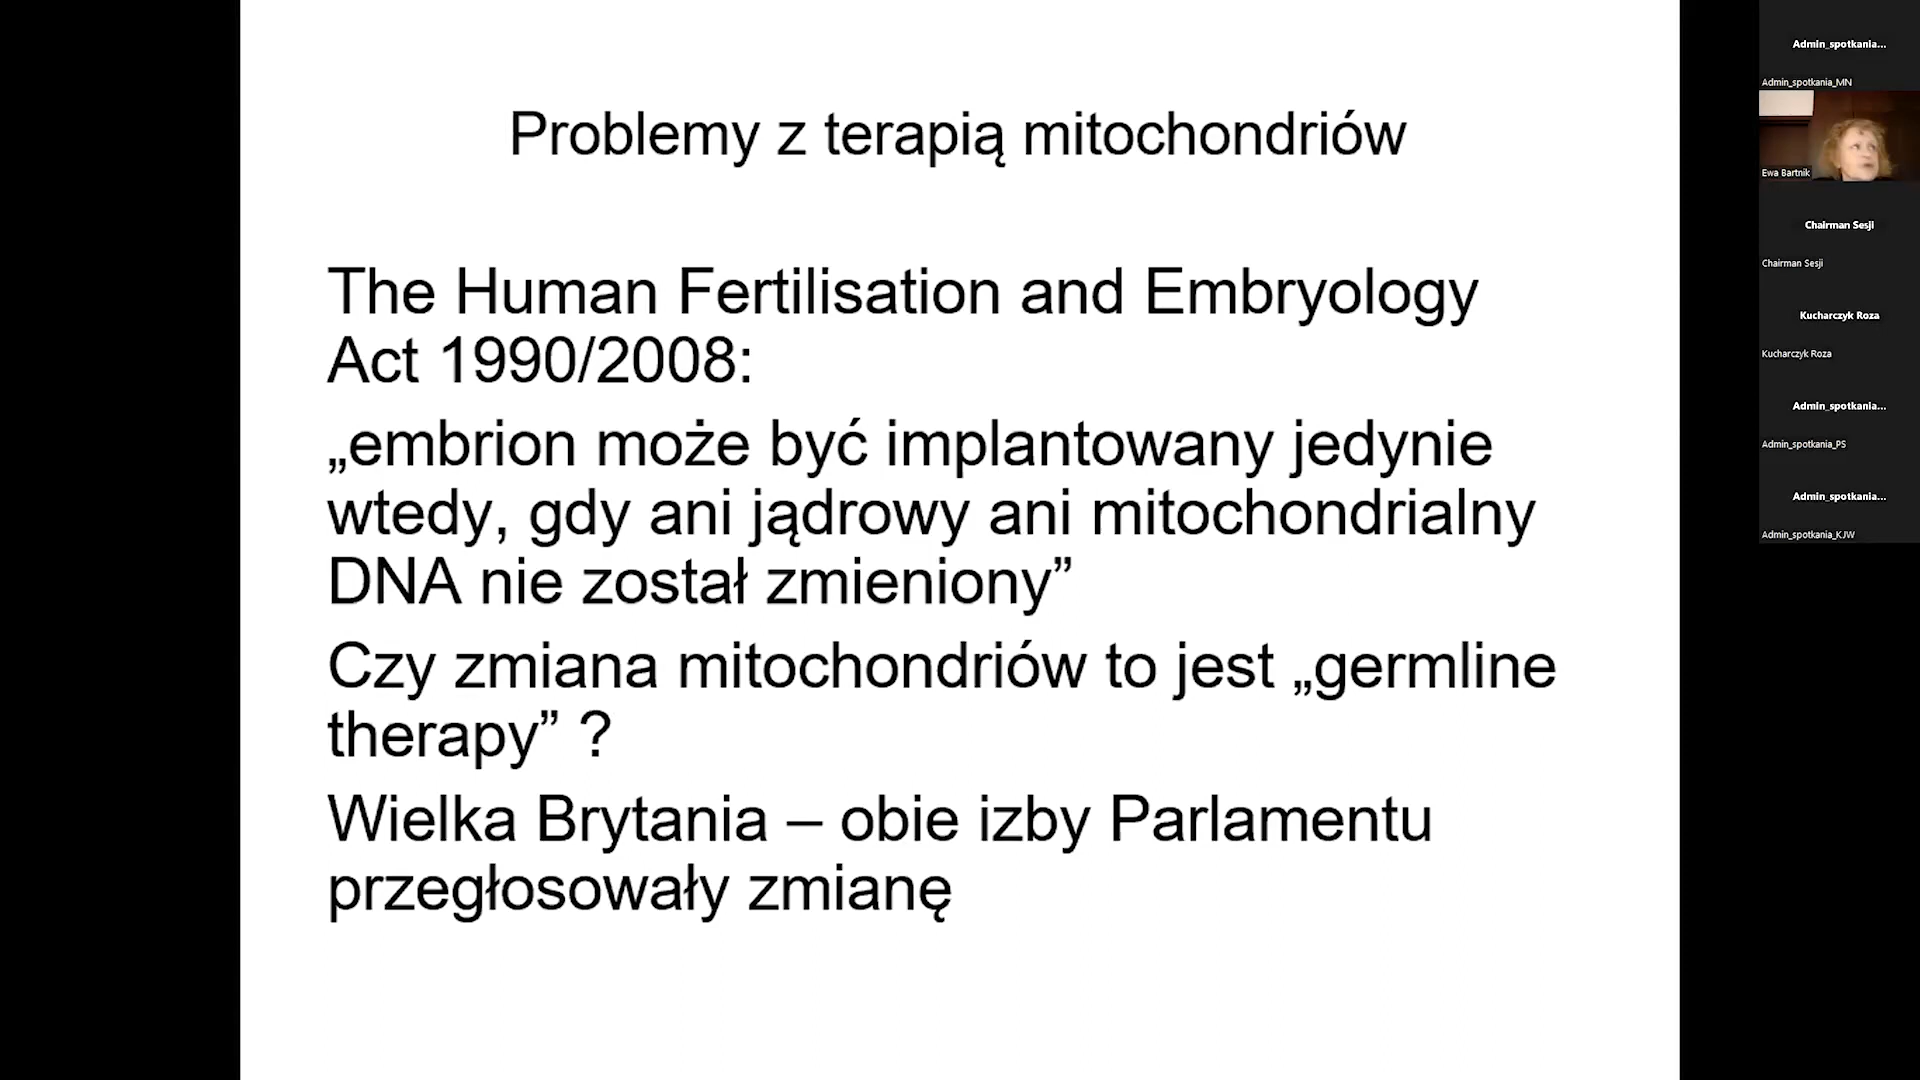 Problemy z terapią mitochondriów
The Human Fertilisation and Embryology
Act 1990/2008:
„embrion może być implantowany jedynie
wtedy, gdy ani jądrowy ani mitochondrialny
DNA nie został zmieniony”
Czy zmiana mitochondriów to jest „germline
therapy” ?
Wielka Brytania – obie izby Parlamentu
przegłosowały zmianę
Admin_spotkania...
Admin_spotkania_MN
Ewa Bartnik
Chairman Sesji
Chairman Sesji
Kucharczyk Roza
Kucharczyk Roza
Admin_spotkania...
Admin_spotkania_PS
Admin_spotkania...
Admin_spotkania_KJW